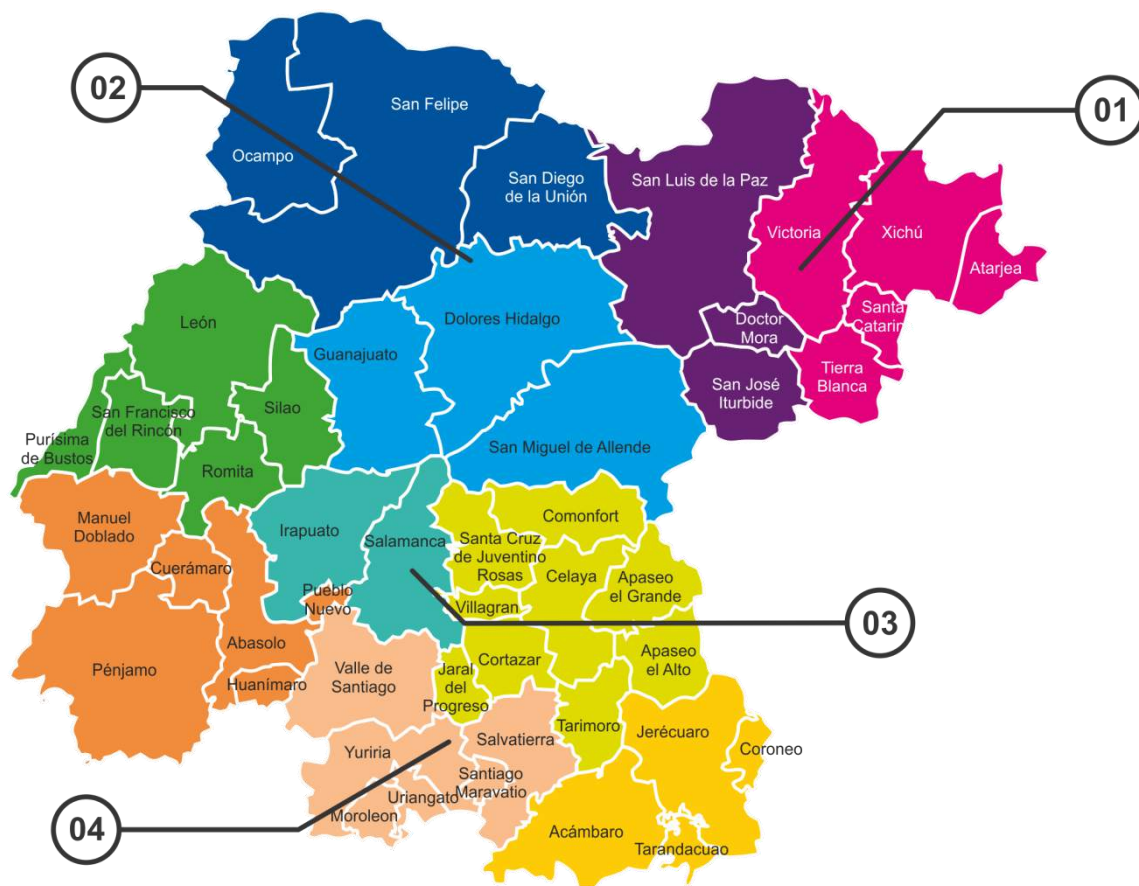 02
San Felipe
01
Ocampo
San Diego
de la Unión
San Luis de la Paz
Victoria
Xichú
Atarjea
León
Dolores Hidalgo
Doctor
Mora
Santa
Catarin
Guanajuato
Tierra
Blanca
San José
Iturbide
San Francisco
del Rincón
Silao
Purísima
de Bustos
Romita
San Miguel de Allende
Manuel
Doblado
Irapuato
Salamanca
Comonfort
Santa Cruz
de Juventino
Rosas
Cuerámaro
Celaya
Apaseo
el Grande
Pueblo
Nuevo
Villagran
03
Abasolo
Pénjamo
Huanímaro
Valle de
Santiago
Jaral
del
Progreso
Cortazar
Apaseo
el Alto
Tarimoro
Jerécuaro
Coroneo
Yuriria
Salvatierra
Santiago
Maravatio
Uriangato
Moroleon
04
Acámbaro
Tarandacuao